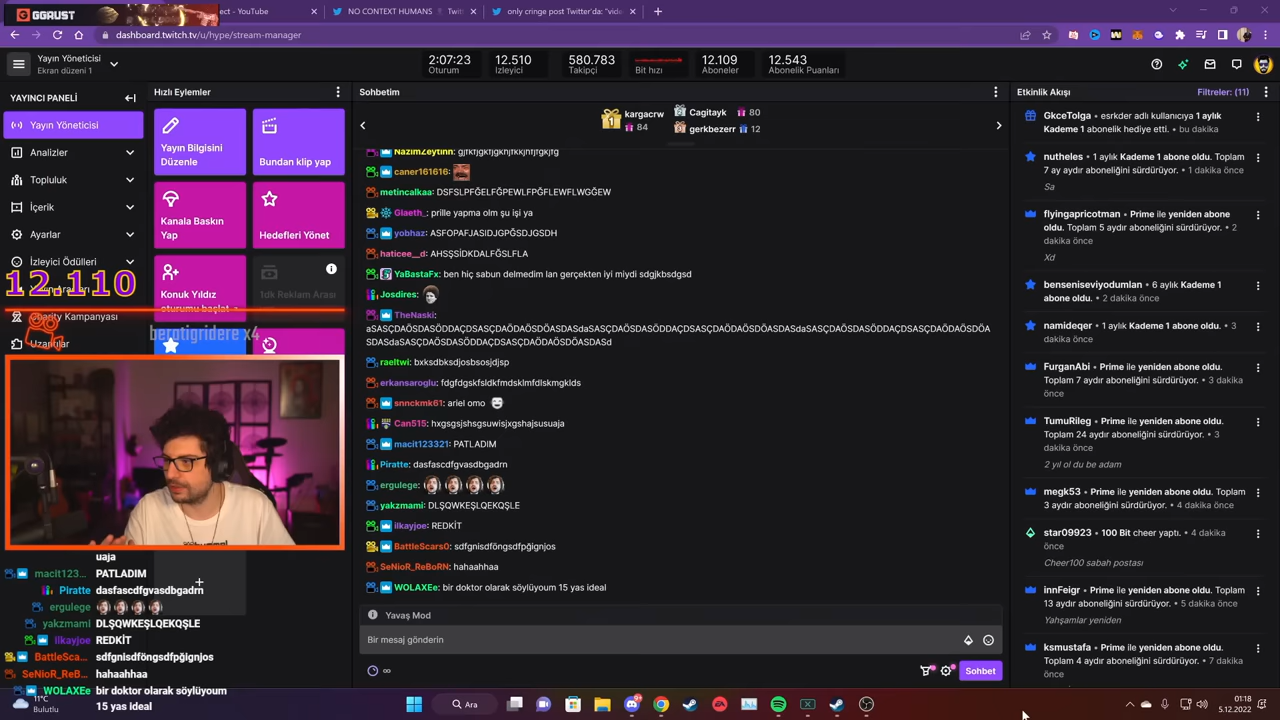 GGRUST
ect - YouTube
NO CONTEXT HUMANS
only cringe post Twitter'da: "vide
dashboard.twitch.tv/u/hype/stream-manager
Yayın Yöneticisi
Ekran düzeni 1
2:07:23
Oturum
12.510
İzleyici
580.783
Takipçi
Bit hızı
12.109
Aboneler
12.543
Abonelik Puanları
YAYINCI PANELİ
Yayın Yöneticisi
Analizler
Topluluk
İçerik
Ayarlar
İzleyici Ödülleri
12.110
Charity Kampanyası
Uzantılar
berotigridere x4
Hızlı Eylemler
Yayın Bilgisini
Düzenle
Bundan klip yap
Kanala Baskın
Yap
Hedefleri Yönet
Konuk Yıldız
oturumu başlat
1dk Reklam Arası
Sohbetim
1
kargacrw
84
Cagitayk 80
gerkbezerr 12
NazimZeytinn: gjfkfjgkfjgknjfkkjnfjfgkjfg
caner161616:
metincalkaa: DSFSLPFĞELFĞPEWLFPĞFLEWFLWGĞEW
Glaeth_: prille yapma olm şu işi ya
yobhaz: ASFOPAFJASIDJGPĞSDJGSDH
haticee__d: AHSŞSİDKDALFĞSLFLA
YaBastaFx: ben hiç sabun delmedim lan gerçekten iyi miydi sdgjkbsdgsd
Josdires:
TheNaski:
raeltwi: bxksdbksdjosbsosjdjsp
erkansaroglu: fdgfdgskfsldkfmdsklmfdlskmgklds
snnckmk61: ariel omo
Can515: hxgsgsjshsgsuwisjxgshajsusuaja
macit123321: PATLADIM
Piratte: dasfascdfgvasdbgadrn
ergulege:
yakzmami: DLŞQWKEŞLQEKQŞLE
ilkayjoe: REDKİT
BattleScars0: sdfgnisdföngsdfpğignjos
SeNioR_ReBoRN: hahaahhaa
WOLAXEe: bir doktor olarak söylüyoum 15 yas ideal
Yavaş Mod
Bir mesaj gönderin
Sohbet
Etkinlik Akışı
Filtreler: (11)
GkceTolga • esrkder adlı kullanıcıya 1 aylık
Kademe 1 abonelik hediye etti. • bu dakika
nutheles • 1 aylık Kademe 1 abone oldu. Toplam
7 ay aydır aboneliğini sürdürüyor. • 1 dakika önce
Sa
flyingapricotman • Prime ile yeniden abone
oldu. Toplam 5 aydır aboneliğini sürdürüyor. • 2
dakika önce
Xd
benseniseviyodumlan • 6 aylık Kademe 1
abone oldu. • 2 dakika önce
namideqer • 1 aylık Kademe 1 abone oldu. • 3
dakika önce
FurganAbi • Prime ile yeniden abone oldu.
Toplam 7 aydır aboneliğini sürdürüyor. • 3 dakika
önce
TumuRileg • Prime ile yeniden abone oldu.
Toplam 24 aydır aboneliğini sürdürüyor. • 3
dakika önce
2 yıl ol du be adam
megk53 • Prime ile yeniden abone oldu. Toplam
3 aydır aboneliğini sürdürüyor. • 4 dakika önce
star09923 • 100 Bit cheer yaptı. • 4 dakika
önce
Cheer100 sabah postası
innFeigr • Prime ile yeniden abone oldu. Toplam
13 aydır aboneliğini sürdürüyor. • 5 dakika önce
Yahşamlar yeniden
ksmustafa • Prime ile yeniden abone oldu.
Toplam 4 aydır aboneliğini sürdürüyor. • 7 dakika
önce
uaja
macit123... PATLADIM
Piratte dasfascdfgvasdbgadrn
ergulege
yakzmami DLŞQWKEŞLQEKQŞLE
ilkayjoe REDKİT
BattleSca... sdfgnisdföngsdfpğignjos
SeNioR_ReB... hahaahhaa
WOLAXEe bir doktor olarak söylüyoum
15 yas ideal
11°C
Bulutlu
Ara
01:18
5.12.2022